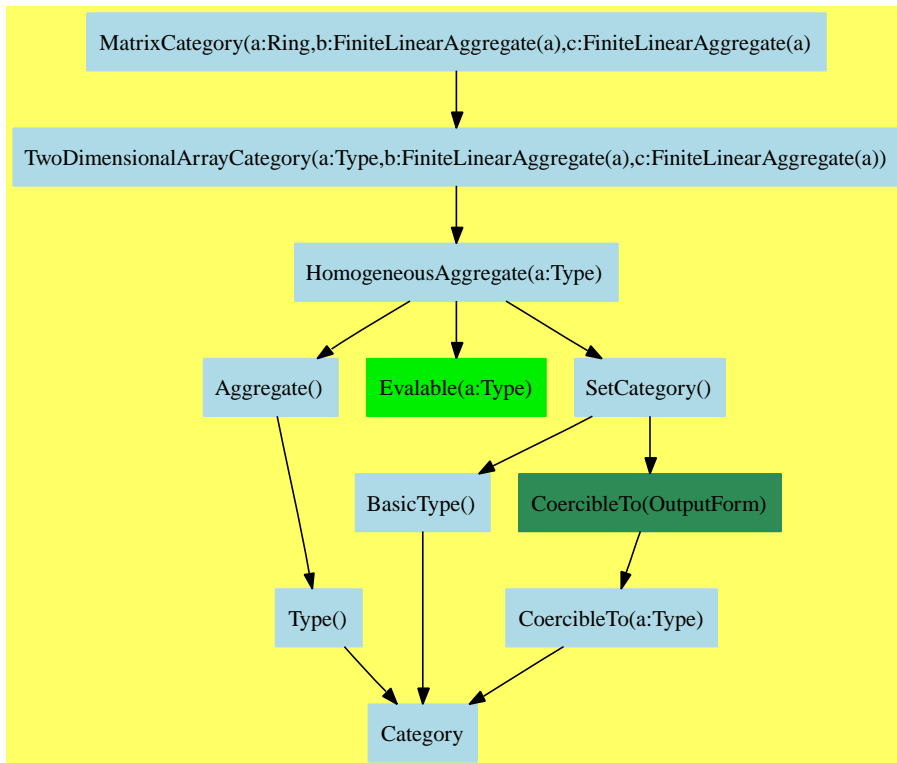 MatrixCategory(a:Ring,b:FiniteLinearAggregate(a),c:FiniteLinearAggregate(a)
TwoDimensionalArrayCategory(a:Type,b:FiniteLinearAggregate(a),c:FiniteLinearAggregate(a))
HomogeneousAggregate(a:Type)
Aggregate()
Evalable(a:Type)
SetCategory()
BasicType()
CoercibleTo(OutputForm)
Type()
CoercibleTo(a:Type)
Category